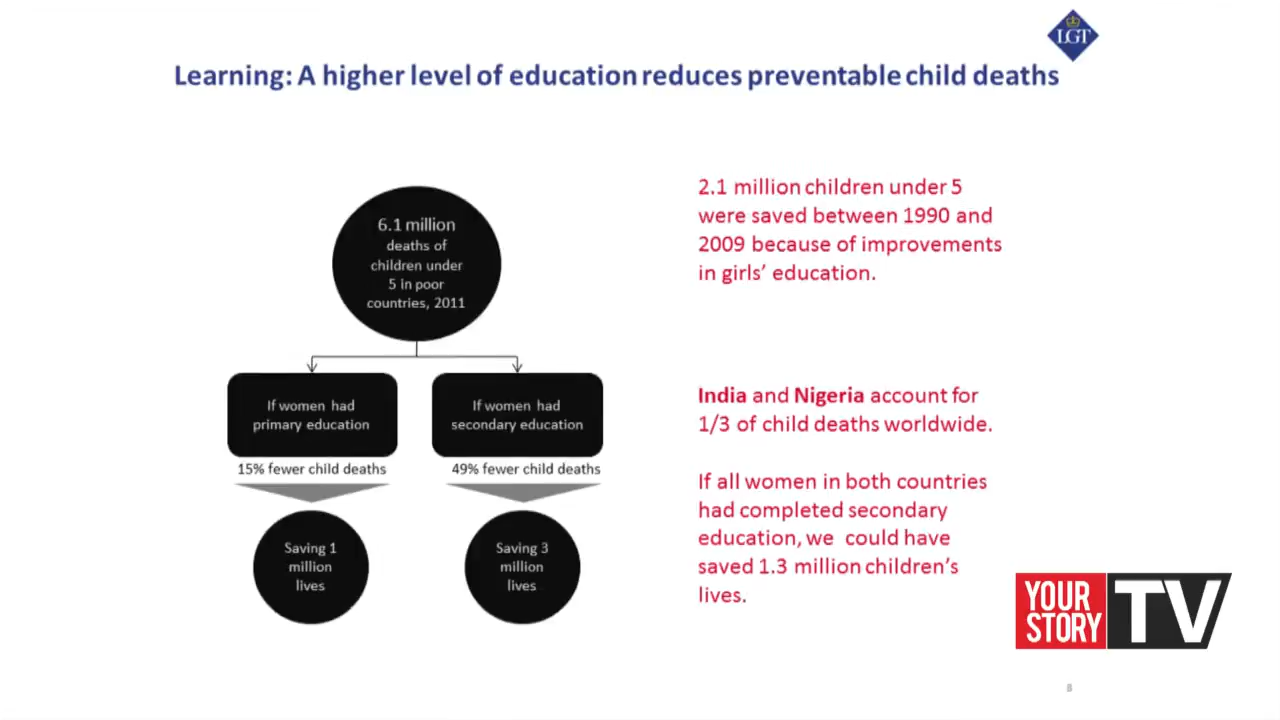 LGT
Learning: A higher level of education reduces preventable child deaths
6.1 million
deaths of
children under
5 in poor
countries, 2011
If women had
primary education
If women had
secondary education
15% fewer child deaths
49% fewer child deaths
Saving 1
million
lives
Saving 3
million
lives
2.1 million children under 5
were saved between 1990 and
2009 because of improvements
in girls’ education.
India and Nigeria account for
1/3 of child deaths worldwide.
If all women in both countries
had completed secondary
education, we could have
saved 1.3 million children’s
lives.
YOUR
STORY
TV
8